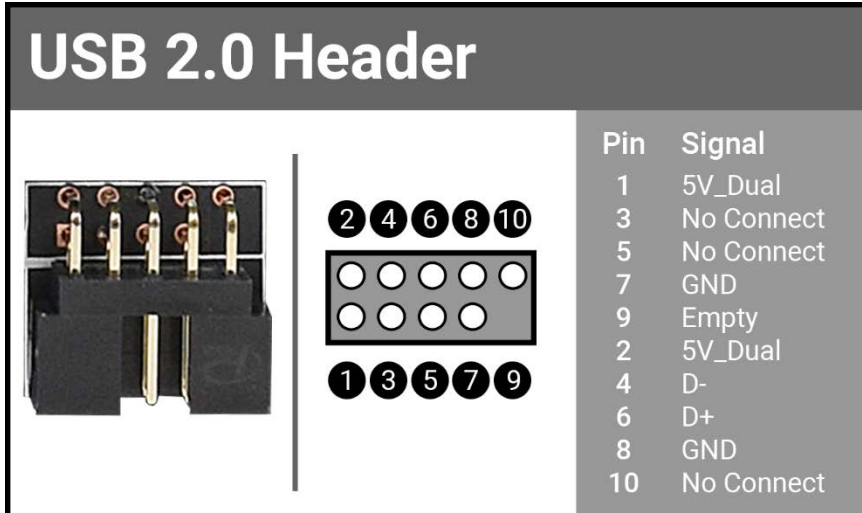 USB 2.0 Header
2 4 6 8 10
1 3 5 7 9
Pin Signal
1 5V_Dual
3 No Connect
5 No Connect
7 GND
9 Empty
2 5V_Dual
4 D-
6 D+
8 GND
10 No Connect